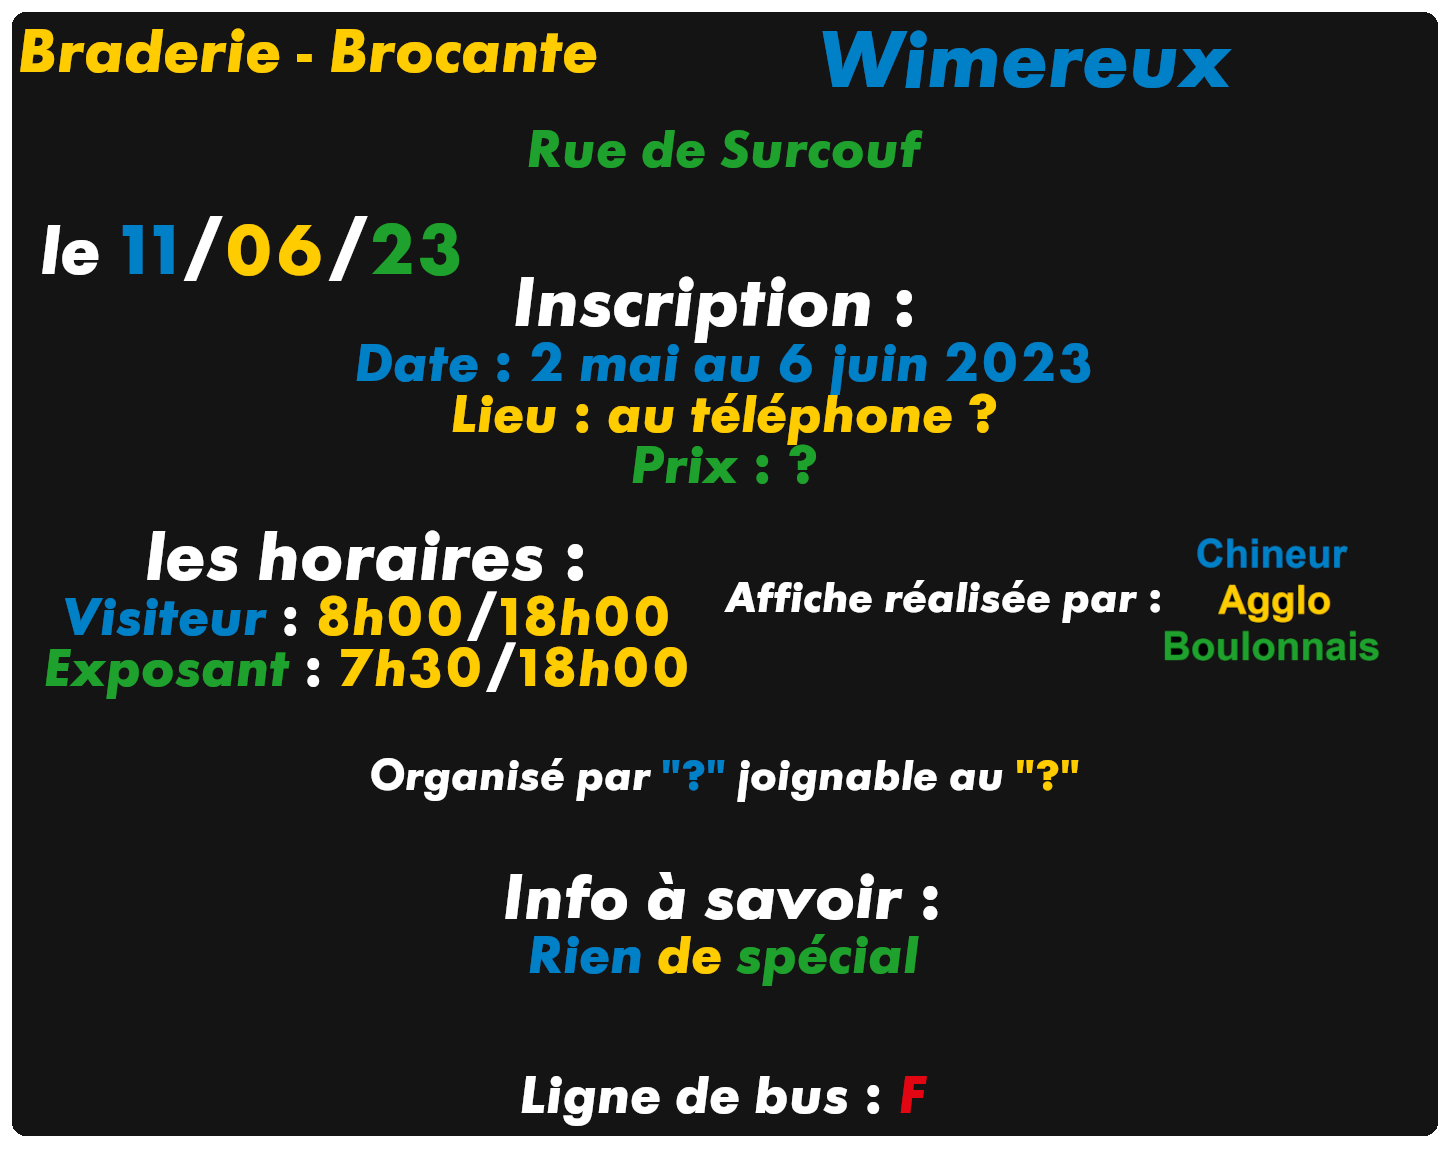 Braderie - Brocante
Wimereux
Rue de Surcouf
le 11/06/23
Inscription :
Date : 2 mai au 6 juin 2023
Lieu : au téléphone ?
Prix : ?
les horaires :
Visiteur : 8h00/18h00
Exposant : 7h30/18h00
Affiche réalisée par :
Chineur
Agglo
Boulonnais
Organisé par "?" joignable au "?"
Info à savoir :
Rien de spécial
Ligne de bus : F